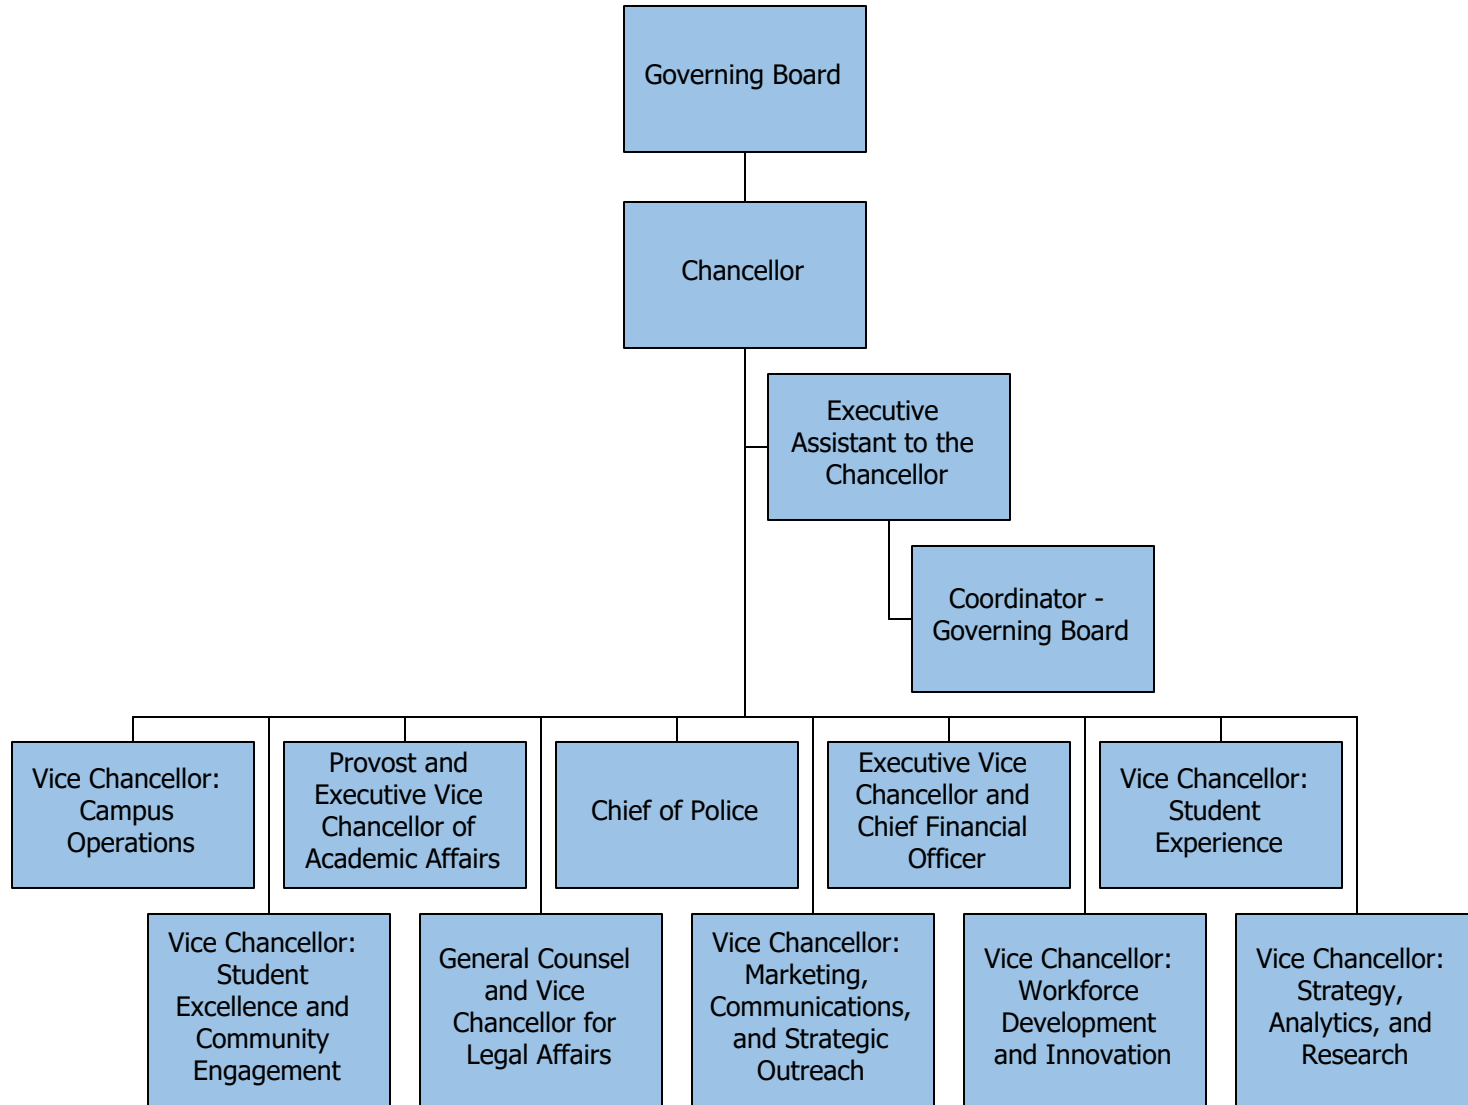 Governing Board
Chancellor
Executive
Assistant to the
Chancellor
Coordinator -
Governing Board
Vice Chancellor:
Campus
Operations
Provost and
Executive Vice
Chancellor of
Academic Affairs
Chief of Police
Executive Vice
Chancellor and
Chief Financial
Officer
Vice Chancellor:
Student
Experience
Vice Chancellor:
Student
Excellence and
Community
Engagement
General Counsel
and Vice
Chancellor for
Legal Affairs
Vice Chancellor:
Marketing,
Communications,
and Strategic
Outreach
Vice Chancellor:
Workforce
Development
and Innovation
Vice Chancellor:
Strategy,
Analytics, and
Research